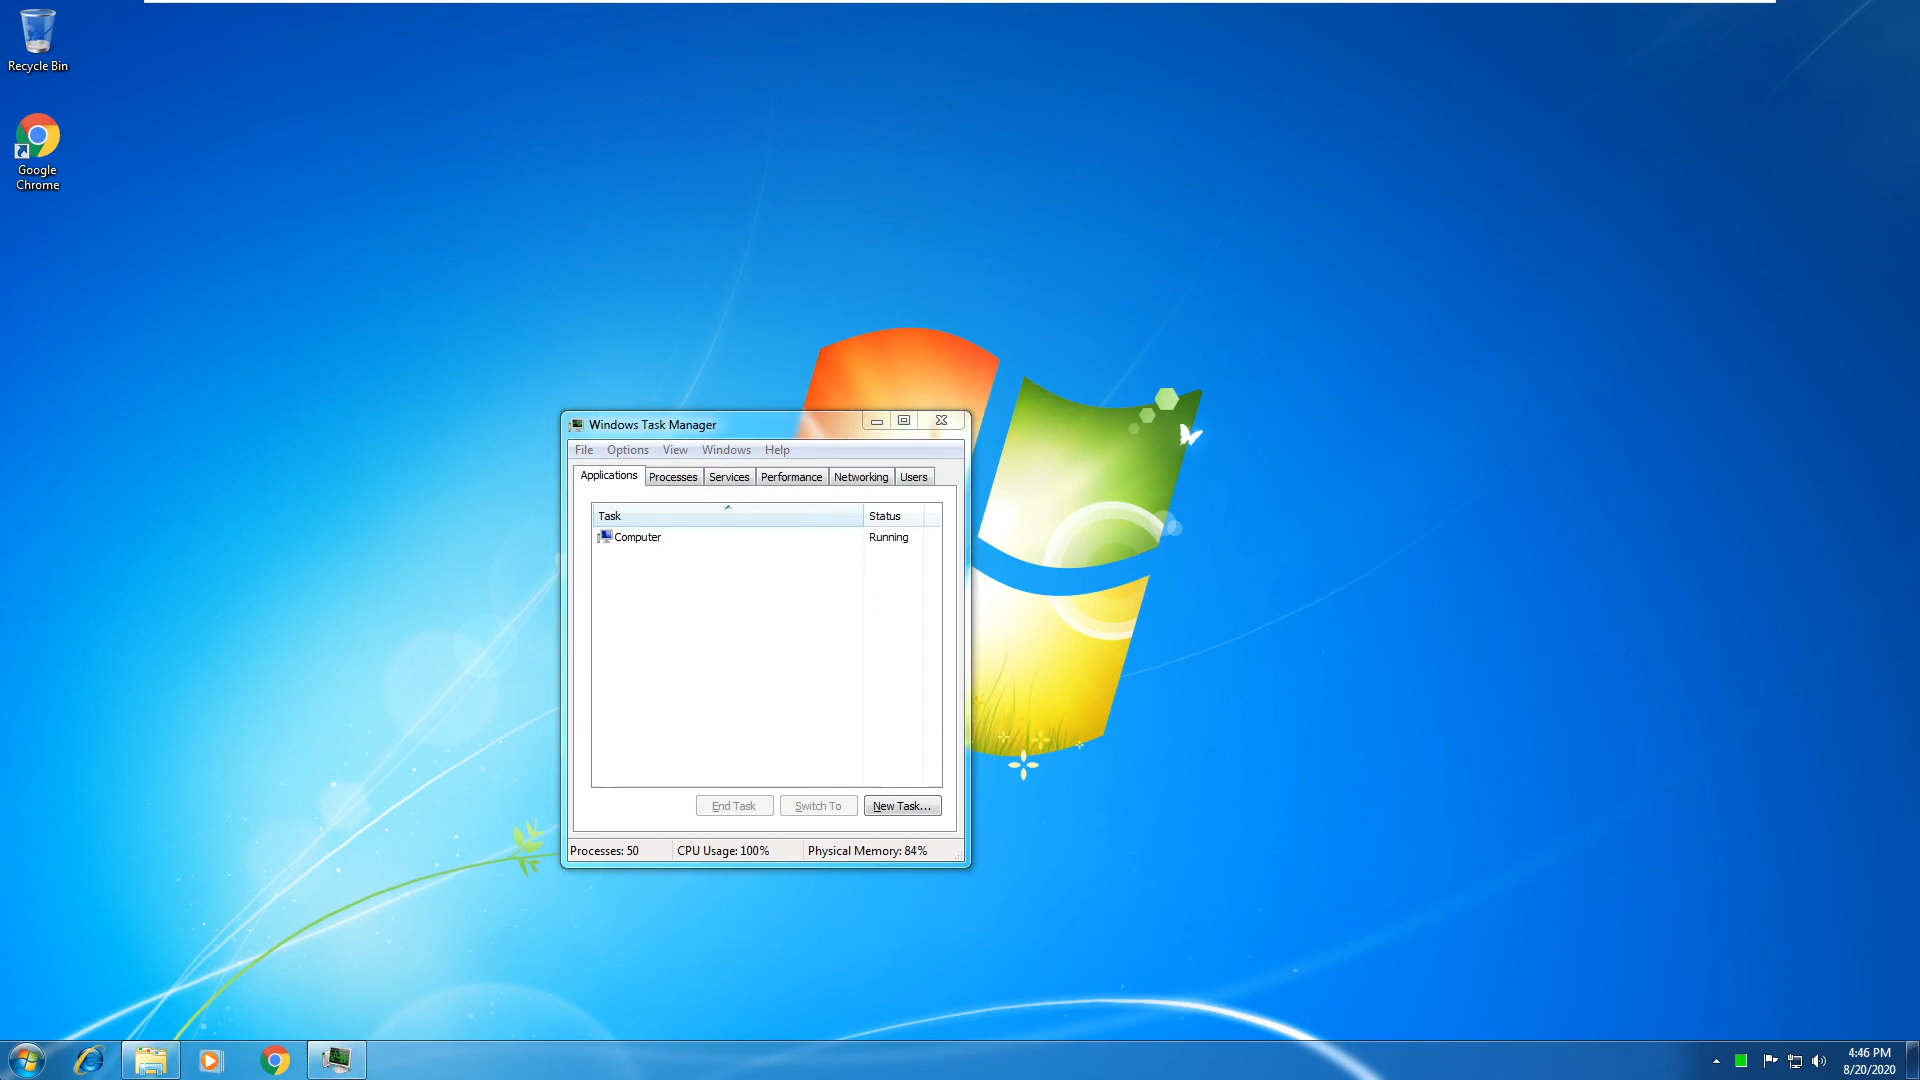 Recycle Bin
Google
Chrome
Windows Task Manager
File Options View Windows Help
Applications Processes Services Performance Networking Users
Task Status
Computer Running
End Task Switch To New Task...
Processes: 50 CPU Usage: 100% Physical Memory: 84%
4:46 PM
8/20/2020